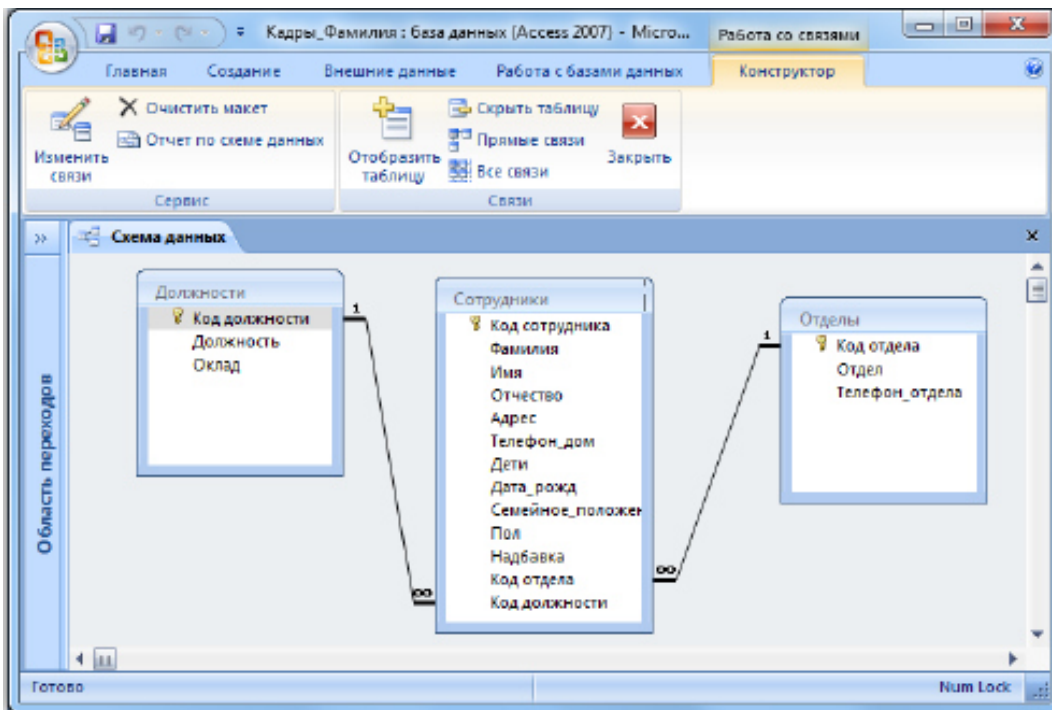 Кадры_Фамилия : база данных (Access 2007) - Micro...
Работа со связями
Главная
Создание
Внешние данные
Работа с базами данных
Конструктор
Изменить связи
Очистить макет
Отчет по схеме данных
Сервис
Отобразить таблицу
Скрыть таблицу
Прямые связи
Все связи
Закрыть
Связи
»
Схема данных
Область переходов
Должности
Код должности
Должность
Оклад
1
∞
Сотрудники
Код сотрудника
Фамилия
Имя
Отчество
Адрес
Телефон_дом
Дети
Дата_рожд
Семейное_положен
Пол
Надбавка
Код отдела
Код должности
1
∞
Отделы
Код отдела
Отдел
Телефон_отдела
Готово
Num Lock